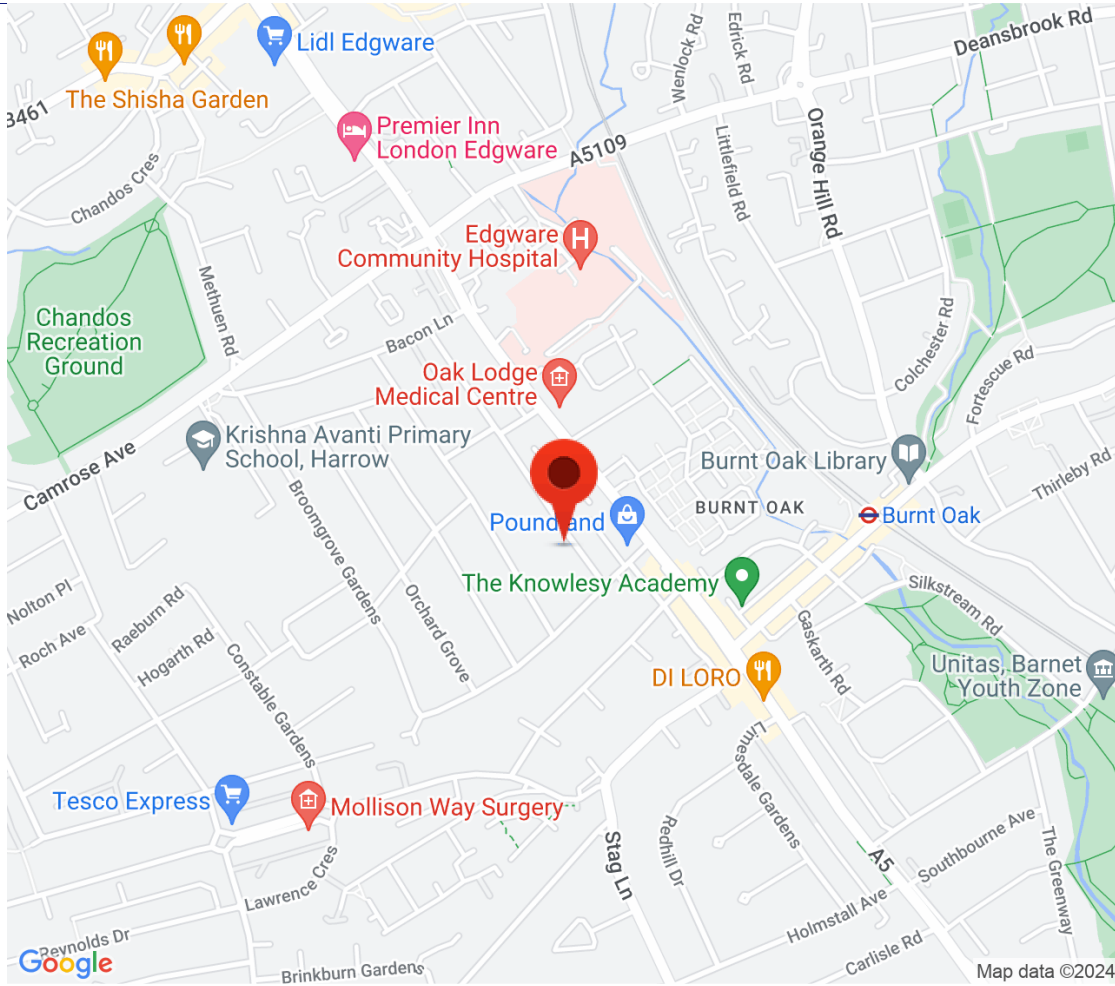 Deansbrook Rd
Edrick Rd
Wenlock Rd
Lidl Edgware
The Shisha Garden
B461
Premier Inn
London Edgware
A5109
Littlefield Rd
Orange Hill Rd
Chandos Cres
Edgware
Community Hospital
Methuen Rd
Chandos
Recreation
Ground
Bacon Ln
Colchester Rd
Fortescue Rd
Oak Lodge
Medical Centre
Camrose Ave
Krishna Avanti Primary
School, Harrow
Burnt Oak Library
Thirleby Rd
BURNT OAK
Burnt Oak
Broomgrove Gardens
Poundland
The Knowlesy Academy
Silkstream Rd
Nolton Pl
Roch Ave
Raeburn Rd
Hogarth Rd
Orchard Grove
Constable Gardens
Gaskarth Rd
DI LORO
Unitas, Barnet
Youth Zone
Limesdale Gardens
Tesco Express
Mollison Way Surgery
Stag Ln
Redhill Dr
A5
Southbourne Ave
The Greenway
Lawrence Cres
Holmstall Ave
Carlisle Rd
Reynolds Dr
Brinkburn Gardens
Google
Map data ©2024